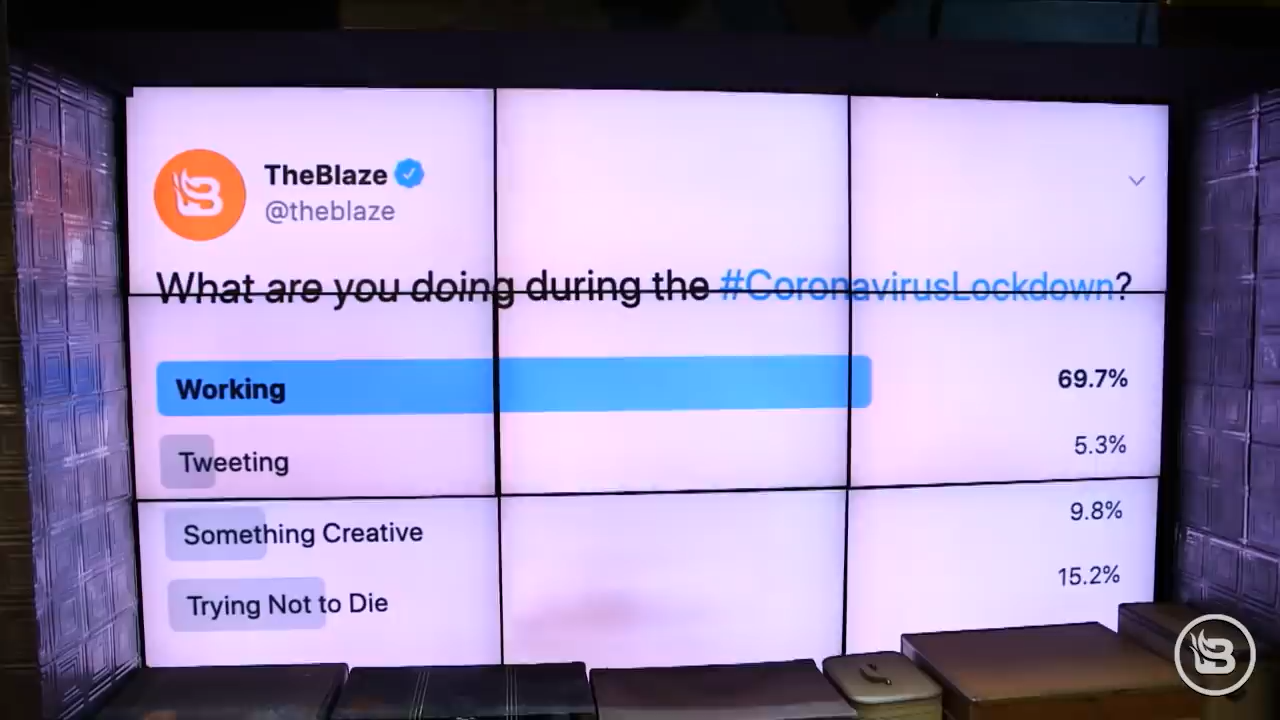 TheBlaze
@theblaze
What are you doing during the #CoronavirusLockdown?
Working 69.7%
Tweeting 5.3%
Something Creative 9.8%
Trying Not to Die 15.2%